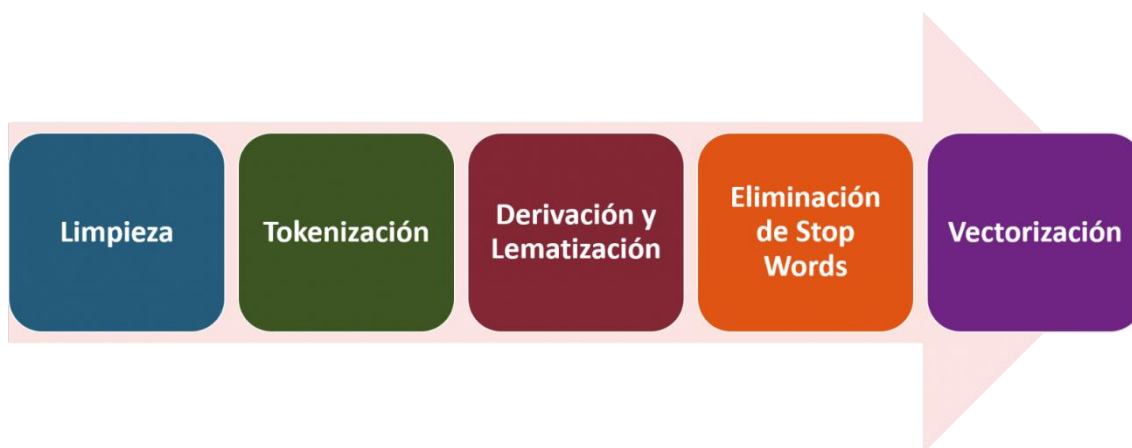 Limpieza
Tokenización
Derivación y
Lematización
Eliminación
de Stop
Words
Vectorización